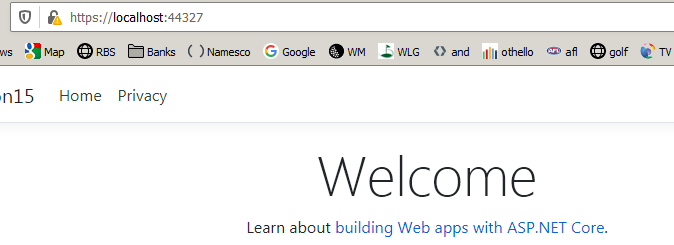 https://localhost:44327
ws Map RBS Banks Namesco Google WM WLG and othello afl golf TV
on15 Home Privacy
Welcome
Learn about building Web apps with ASP.NET Core.